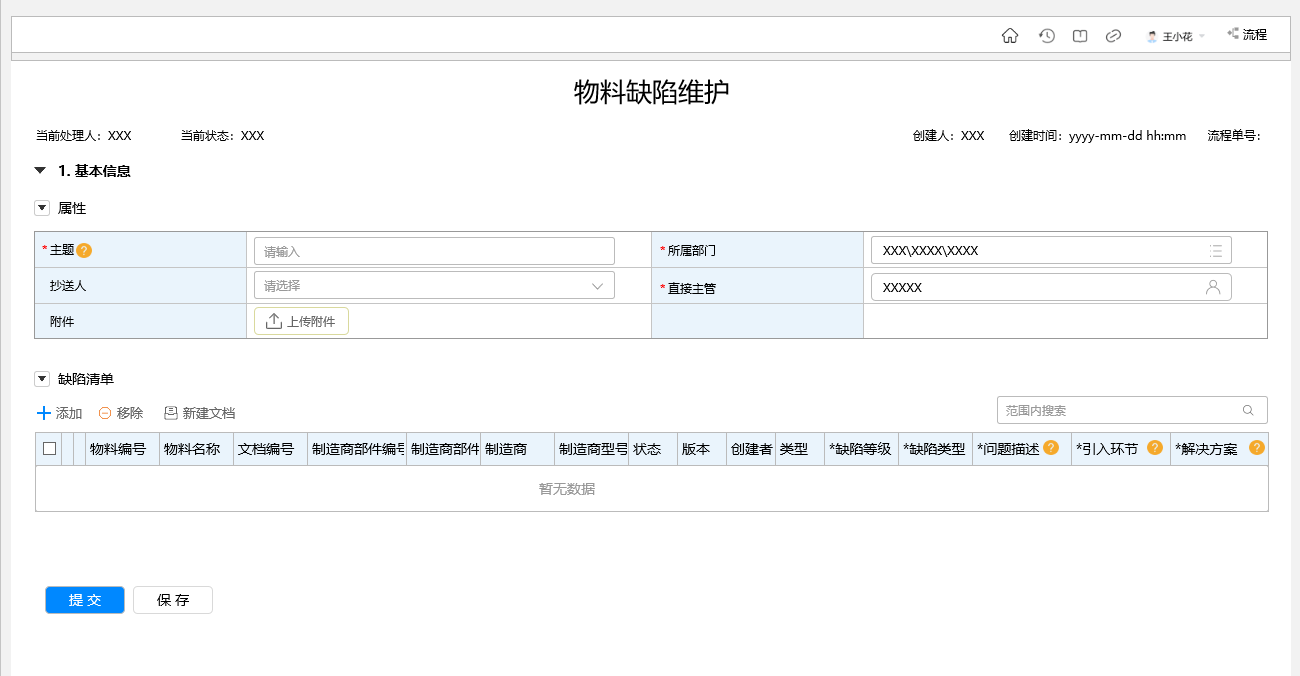 王小花 流程
物料缺陷维护
当前处理人：XXX 当前状态：XXX 创建人：XXX 创建时间：yyyy-mm-dd hh:mm 流程单号：
1. 基本信息
属性
*主题? 请输入 *所属部门 XXX\XXXX\XXXX
抄送人 请选择 *直接主管 XXXXX
附件 上传附件
缺陷清单
添加 移除 新建文档 范围内搜索
物料编号 物料名称 文档编号 制造商部件编号 制造商部件 制造商 制造商型号 状态 版本 创建者 类型 *缺陷等级 *缺陷类型 *问题描述? *引入环节? *解决方案?
暂无数据
提 交 保 存